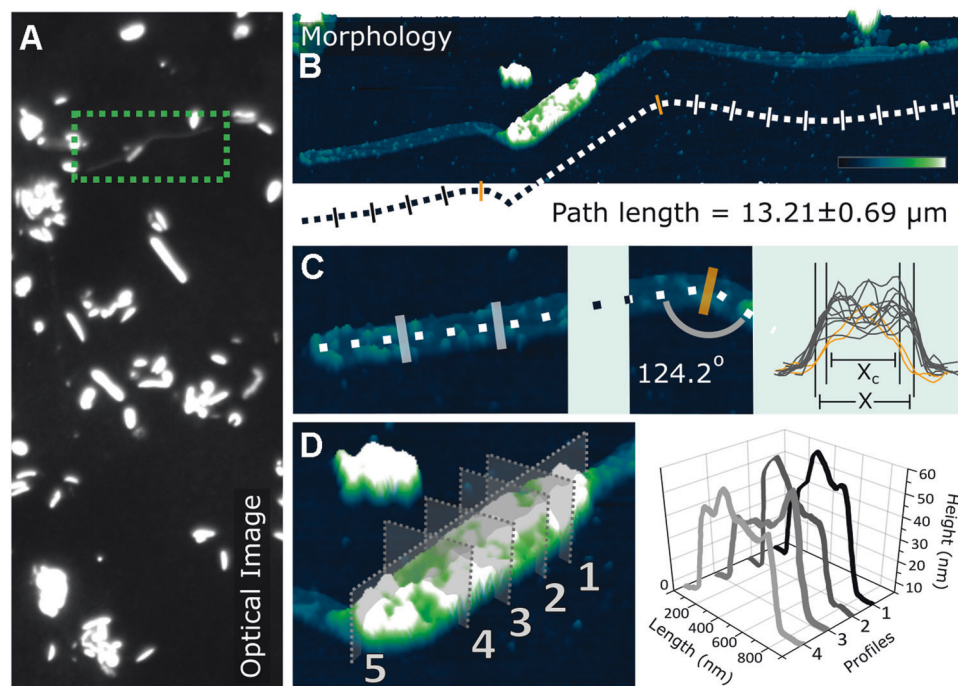 A
Optical Image
Morphology
B
Path length = 13.21±0.69 µm
C
124.2°
Xc
X
D
1
2
3
4
5
60
50
40
30
20
10
Height (nm)
0
200
400
600
800
Length (nm)
1
2
3
4
Profiles